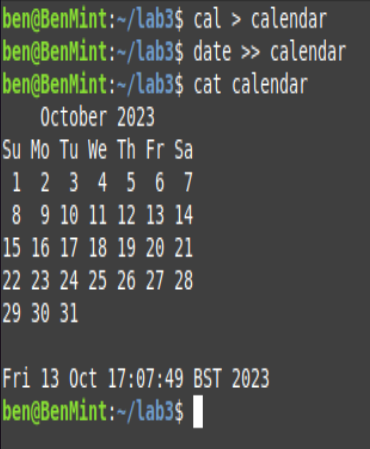 ben@BenMint:~/lab3$ cal > calendar
ben@BenMint:~/lab3$ date >> calendar
ben@BenMint:~/lab3$ cat calendar
    October 2023
Su Mo Tu We Th Fr Sa
 1  2  3  4  5  6  7
 8  9 10 11 12 13 14
15 16 17 18 19 20 21
22 23 24 25 26 27 28
29 30 31

Fri 13 Oct 17:07:49 BST 2023
ben@BenMint:~/lab3$